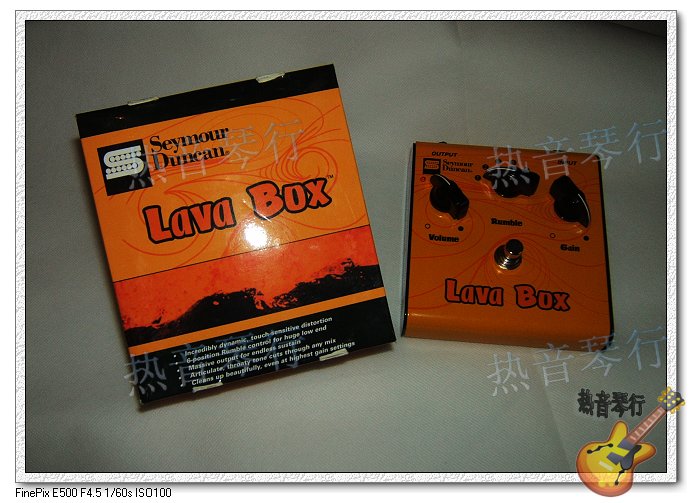 Seymour
Duncan
Lava Box™
• Incredibly dynamic, touch-sensitive distortion
• 6-position Rumble control for huge low end
• Massive output for endless sustain
• Articulate, throaty tone cuts through any mix
• Cleans up beautifully, even at highest gain settings
OUTPUT
INPUT
Seymour
Duncan
Volume
Rumble
Gain
Lava Box
热音琴行
热音琴行
热音琴行
热音琴行
热音琴行
FinePix E500 F4.5 1/60s ISO100